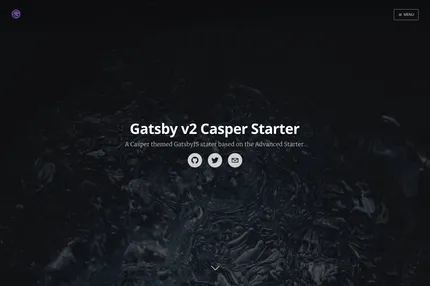 MENU
Gatsby v2 Casper Starter
A Casper themed GatsbyJS stater based on the Advanced Starter.